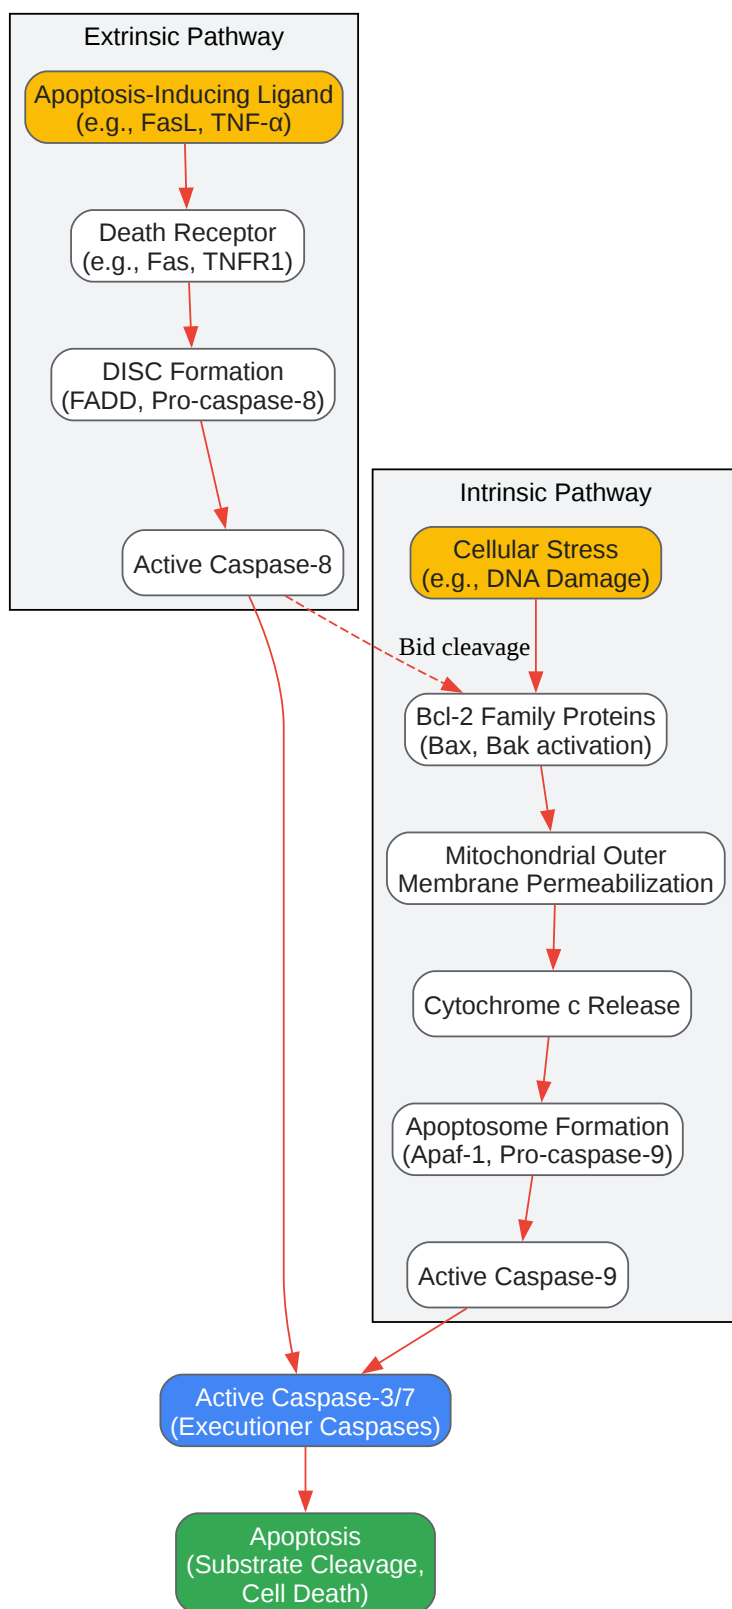 Extrinsic Pathway
Apoptosis-Inducing Ligand
(e.g., FasL, TNF-α)
Death Receptor
(e.g., Fas, TNFR1)
DISC Formation
(FADD, Pro-caspase-8)
Active Caspase-8
Intrinsic Pathway
Cellular Stress
(e.g., DNA Damage)
Bid cleavage
Bcl-2 Family Proteins
(Bax, Bak activation)
Mitochondrial Outer
Membrane Permeabilization
Cytochrome c Release
Apoptosome Formation
(Apaf-1, Pro-caspase-9)
Active Caspase-9
Active Caspase-3/7
(Executioner Caspases)
Apoptosis
(Substrate Cleavage,
Cell Death)